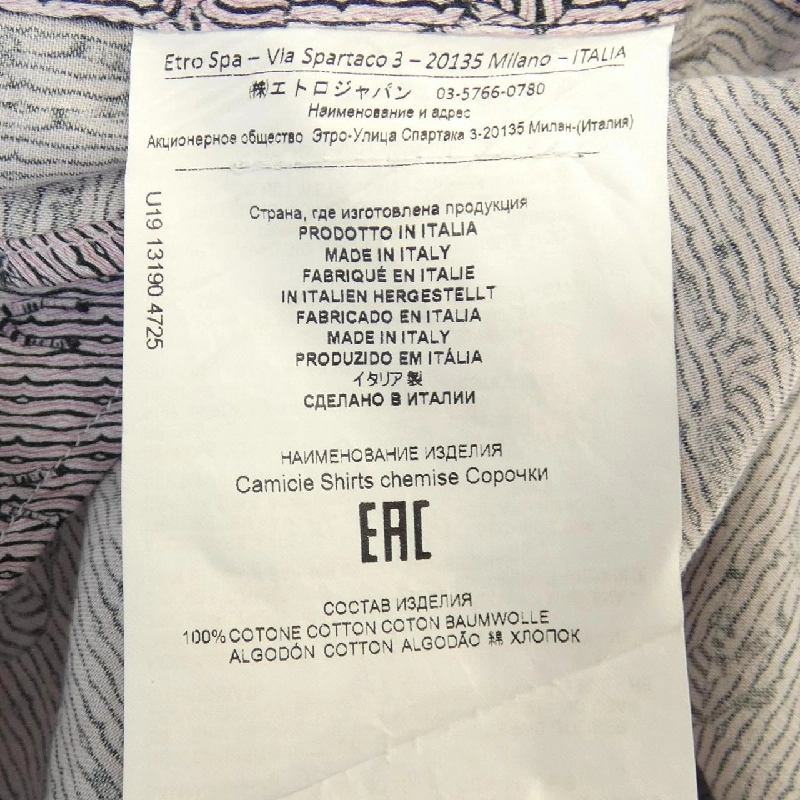 Etro Spa – Via Spartaco 3 – 20135 Milano – ITALIA
㈱エトロジャパン 03-5766-0780
Наименование и адрес
Акционерное общество Этро-Улица Спартака 3-20135 Милан-(Италия)
U19 13190 4725
Страна, где изготовлена продукция
PRODOTTO IN ITALIA
MADE IN ITALY
FABRIQUÉ EN ITALIE
IN ITALIEN HERGESTELLT
FABRICADO EN ITALIA
MADE IN ITALY
PRODUZIDO EM ITÁLIA
イタリア製
СДЕЛАНО В ИТАЛИИ
НАИМЕНОВАНИЕ ИЗДЕЛИЯ
Camicie Shirts chemise Сорочки
EAC
СОСТАВ ИЗДЕЛИЯ
100% COTONE COTTON COTON BAUMWOLLE
ALGODÓN COTTON ALGODÃO 綿 ХЛОПОК